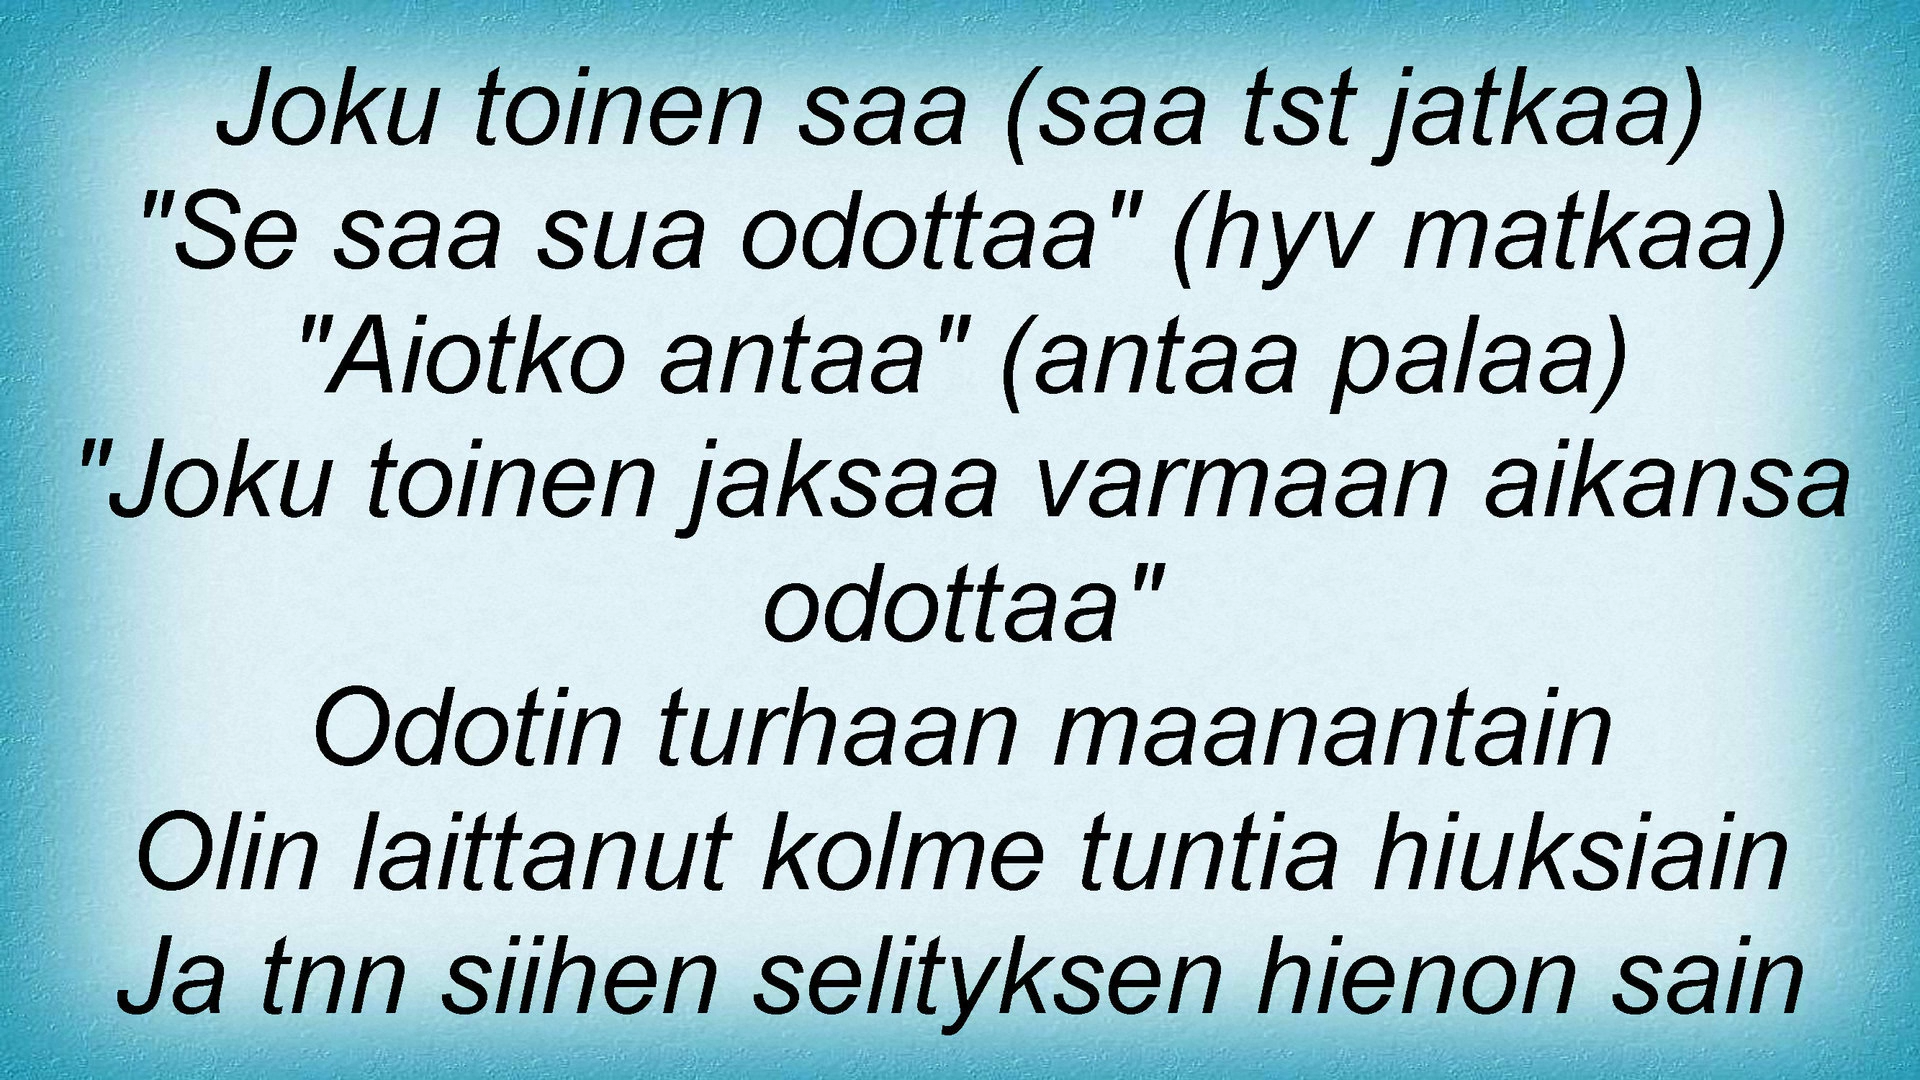 Joku toinen saa (saa tst jatkaa)
"Se saa sua odottaa" (hyv matkaa)
"Aiotko antaa" (antaa palaa)
"Joku toinen jaksaa varmaan aikansa
odottaa"
Odotin turhaan maanantain
Olin laittanut kolme tuntia hiuksiain
Ja tnn siihen selityksen hienon sain